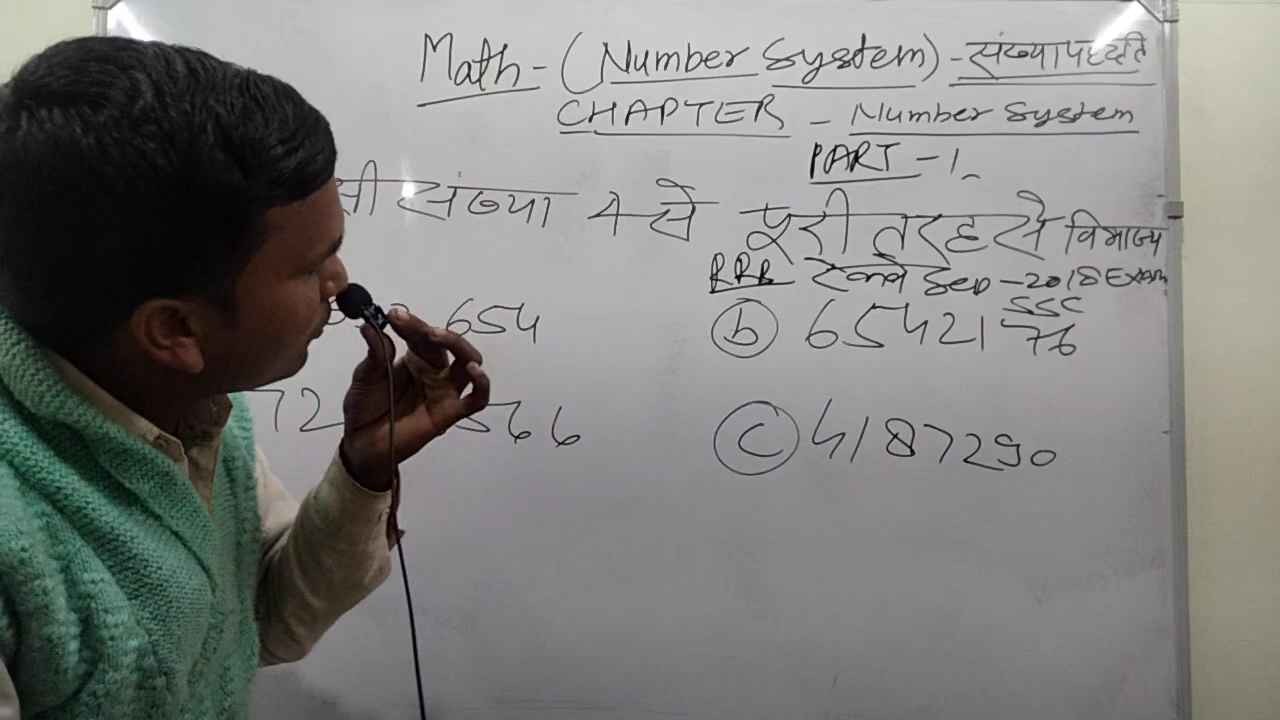 Math - (Number System) - संख्या पद्धति
CHAPTER - Number System
PART - 1.
सी संख्या 4 से पूरी तरह से विभाज्य
RRB रेलवे Sep - 2018 Exam
SSC
654 (b) 6542176
72 566 (c) 4187290